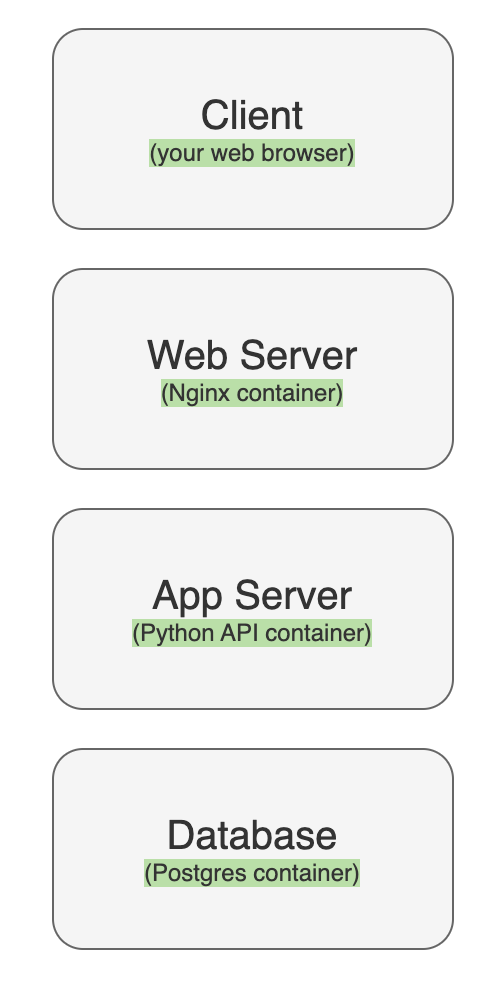 Client
(your web browser)
Web Server
(Nginx container)
App Server
(Python API container)
Database
(Postgres container)